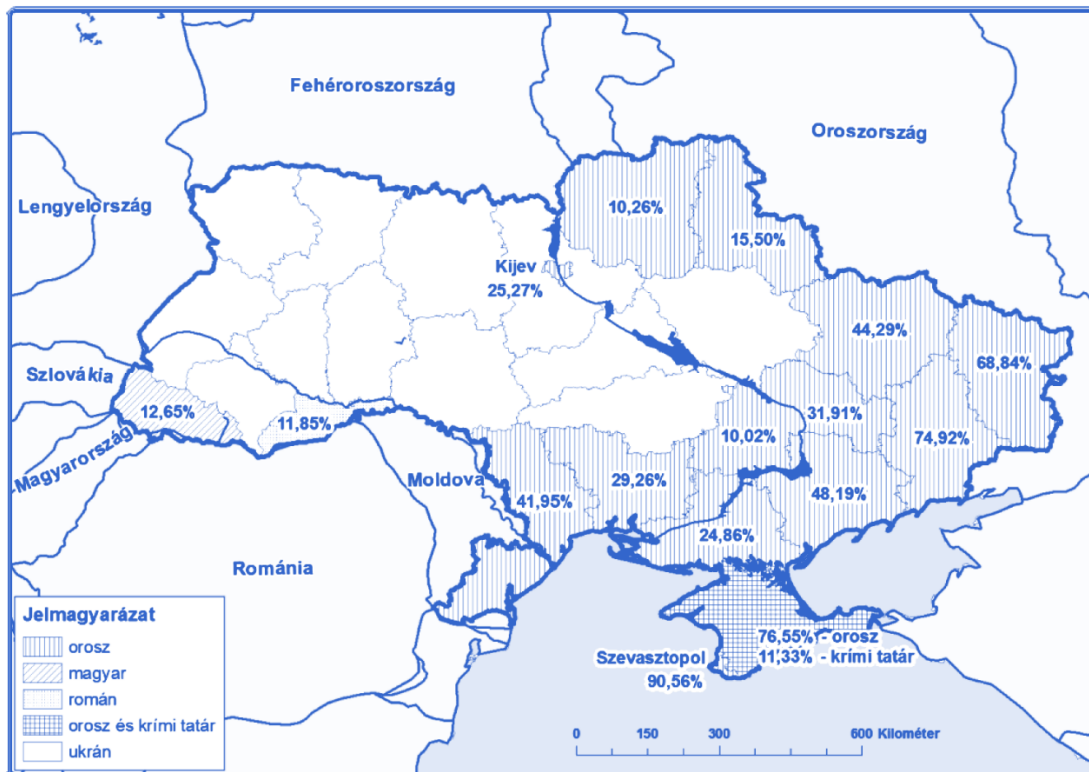 Fehéroroszország
Oroszország
Lengyelország
10,26%
15,50%
Kijev
25,27%
44,29%
68,84%
Szlovákia
12,65%
11,85%
31,91%
10,02%
74,92%
Magyarország
Moldova
29,26%
41,95%
48,19%
24,86%
Románia
Jelmagyarázat
orosz
magyar
román
orosz és krími tatár
ukrán
76,55% - orosz
11,33% - krími tatár
Szevasztopol
90,56%
0 150 300 600 Kilométer